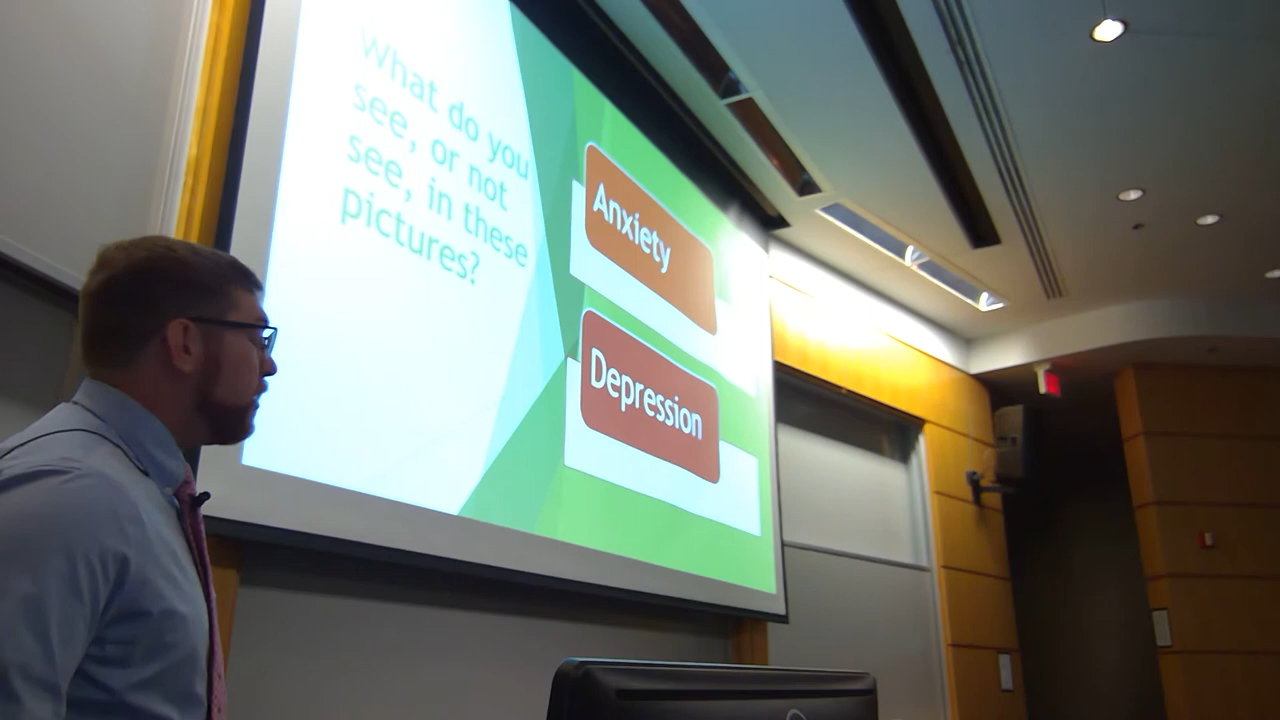 What do you
see, or not
see, in these
pictures?
Anxiety
Depression